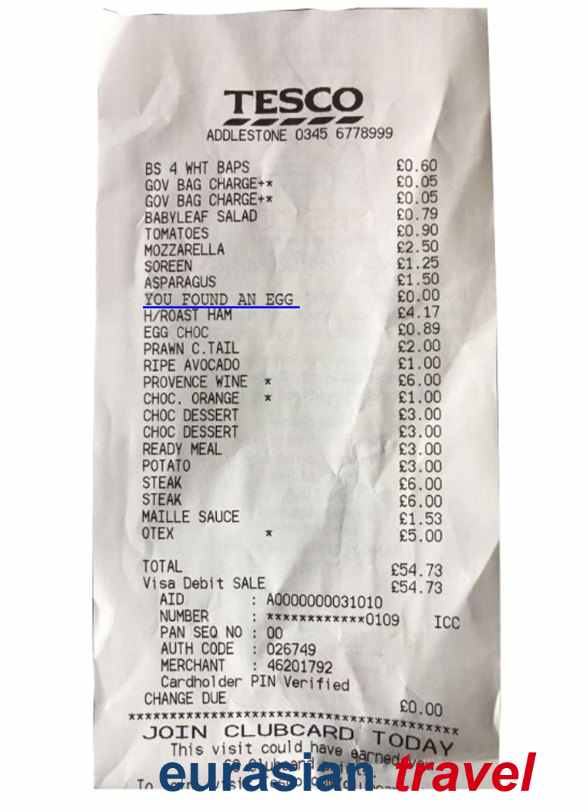 TESCO
ADDLESTONE 0345 6778999
BS 4 WHT BAPS £0.60
GOV BAG CHARGE+* £0.05
GOV BAG CHARGE+* £0.05
BABYLEAF SALAD £0.79
TOMATOES £0.90
MOZZARELLA £2.50
SOREEN £1.25
ASPARAGUS £1.50
YOU FOUND AN EGG £0.00
H/ROAST HAM £4.17
EGG CHOC £0.89
PRAWN C.TAIL £2.00
RIPE AVOCADO £1.00
PROVENCE WINE * £6.00
CHOC. ORANGE * £1.00
CHOC DESSERT £3.00
CHOC DESSERT £3.00
READY MEAL £3.00
POTATO £3.00
STEAK £6.00
STEAK £6.00
MAILLE SAUCE £1.53
OTEX * £5.00
TOTAL £54.73
Visa Debit SALE £54.73
AID : A0000000031010
NUMBER : ************0109 ICC
PAN SEQ NO : 00
AUTH CODE : 026749
MERCHANT : 46201792
Cardholder PIN Verified
CHANGE DUE £0.00
****************************************
JOIN CLUBCARD TODAY
This visit could have earned you
eurasian travel